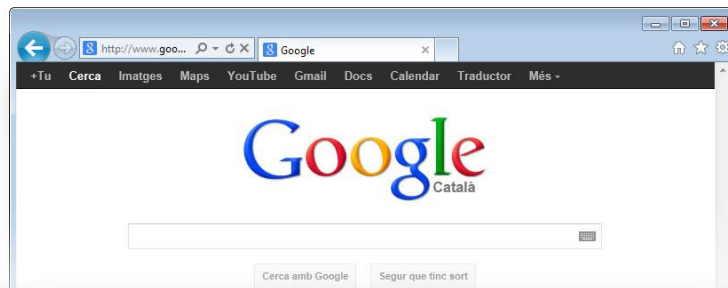 http://www.goo...
Google
+Tu Cerca Imatges Maps YouTube Gmail Docs Calendar Traductor Més
Google
Català
Cerca amb Google Segur que tinc sort